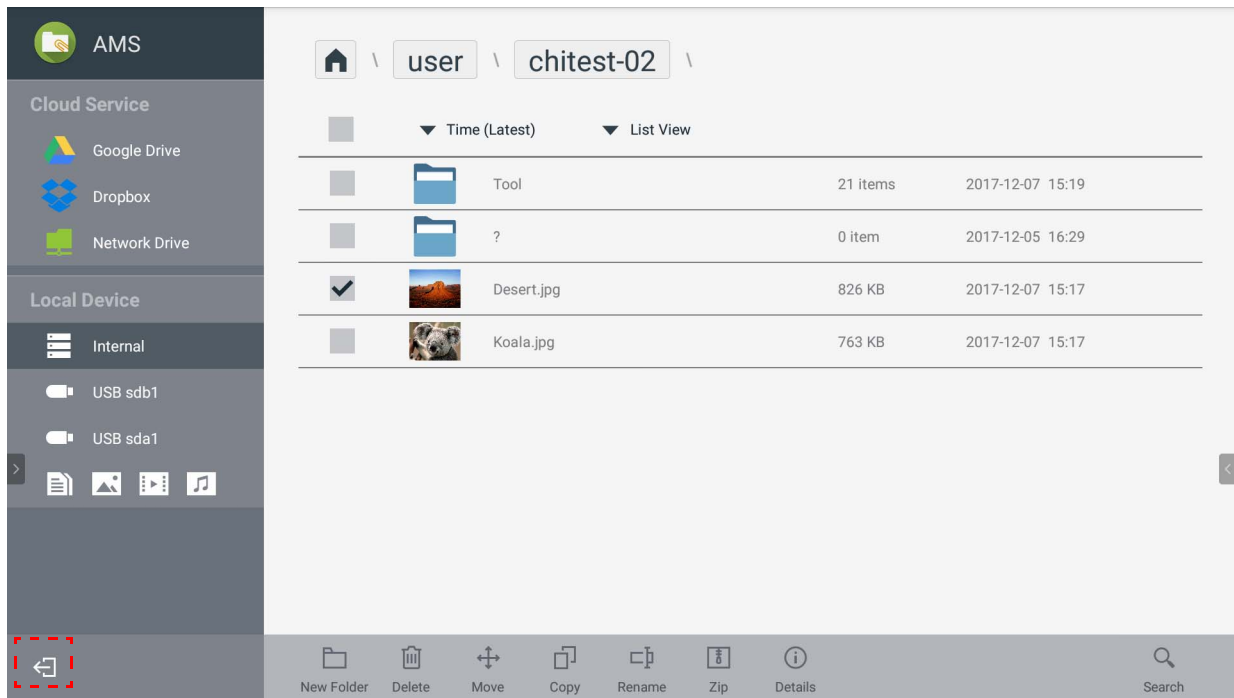 AMS
Cloud Service
Google Drive
Dropbox
Network Drive
Local Device
Internal
USB sdb1
USB sda1
\ user \ chitest-02 \
Time (Latest) List View
Tool 21 items 2017-12-07 15:19
? 0 item 2017-12-05 16:29
Desert.jpg 826 KB 2017-12-07 15:17
Koala.jpg 763 KB 2017-12-07 15:17
New Folder Delete Move Copy Rename Zip Details Search